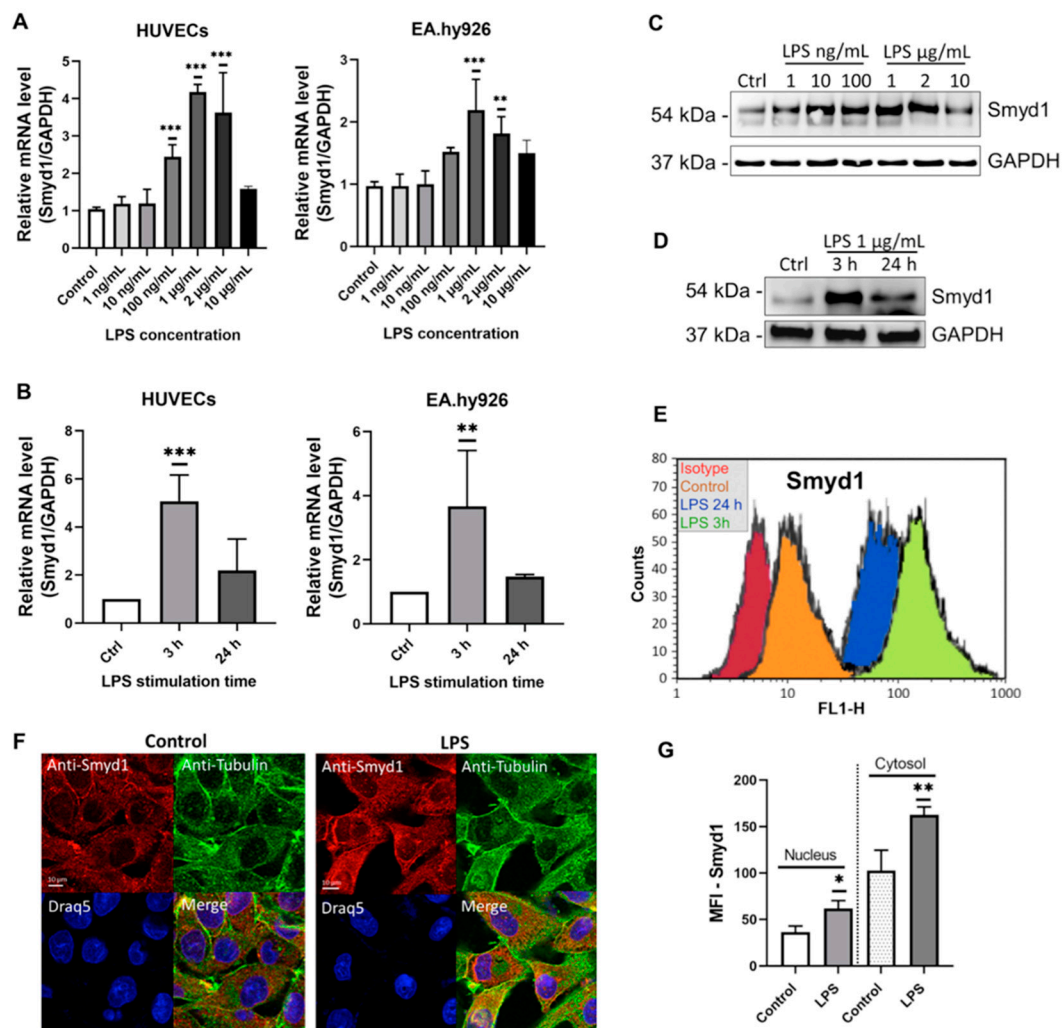 A
HUVECs
Relative mRNA level
(Smyd1/GAPDH)
5
4
3
2
1
0
***
***
***
Control
1 ng/mL
10 ng/mL
100 ng/mL
1 µg/mL
2 µg/mL
10 µg/mL
LPS concentration
EA.hy926
Relative mRNA level
(Smyd1/GAPDH)
3
2
1
0
***
**
Control
1 ng/mL
10 ng/mL
100 ng/mL
1 µg/mL
2 µg/mL
10 µg/mL
LPS concentration
C
LPS ng/mL LPS µg/mL
Ctrl 1 10 100 1 2 10
54 kDa - Smyd1
37 kDa - GAPDH
D
LPS 1 µg/mL
Ctrl 3 h 24 h
54 kDa - Smyd1
37 kDa - GAPDH
B
HUVECs
Relative mRNA level
(Smyd1/GAPDH)
8
6
4
2
0
***
Ctrl
3 h
24 h
LPS stimulation time
EA.hy926
Relative mRNA level
(Smyd1/GAPDH)
6
4
2
0
**
Ctrl
3 h
24 h
LPS stimulation time
E
Smyd1
Isotype
Control
LPS 24 h
LPS 3h
Counts
80
70
60
50
40
30
20
10
0
1 10 100 1000
FL1-H
F
Control LPS
Anti-Smyd1 Anti-Tubulin Anti-Smyd1 Anti-Tubulin
10 µm 10 µm
Draq5 Merge Draq5 Merge
G
MFI - Smyd1
200
150
100
50
0
Nucleus
*
Cytosol
**
Control
LPS
Control
LPS